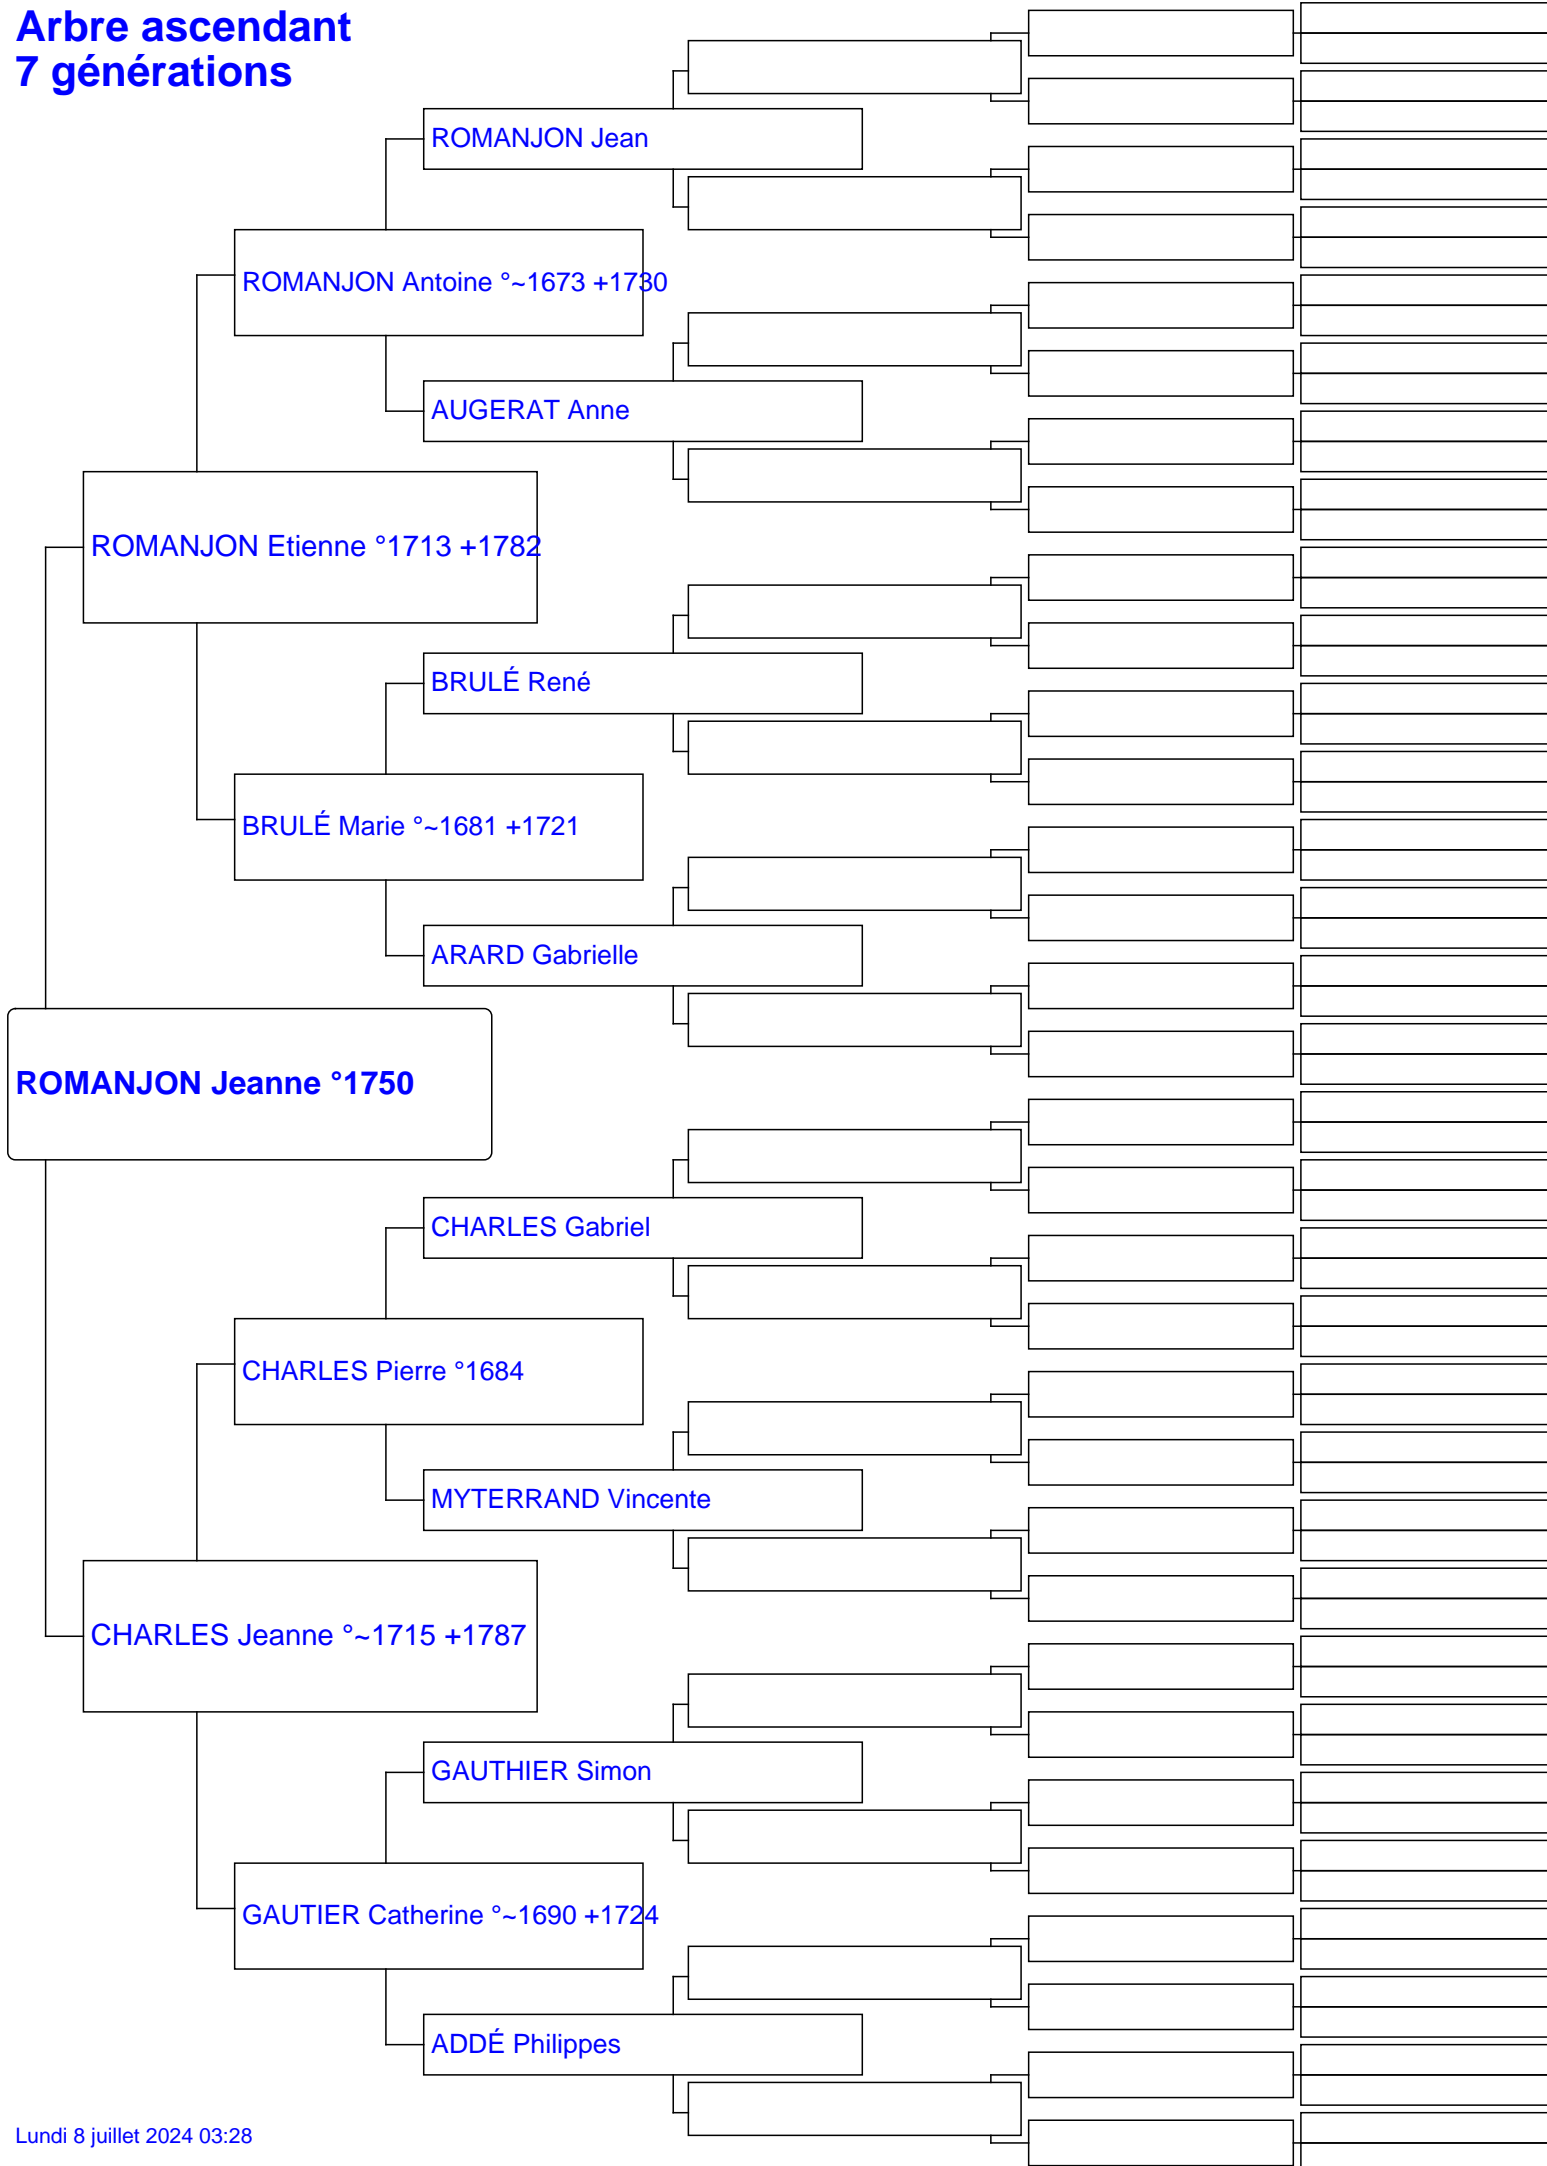 Arbre ascendant
7 générations
ROMANJON Jean
ROMANJON Antoine °~1673 +1730
AUGERAT Anne
ROMANJON Etienne °1713 +1782
BRULÉ René
BRULÉ Marie °~1681 +1721
ARARD Gabrielle
ROMANJON Jeanne °1750
CHARLES Gabriel
CHARLES Pierre °1684
MYTERRAND Vincente
CHARLES Jeanne °~1715 +1787
GAUTHIER Simon
GAUTIER Catherine °~1690 +1724
ADDÉ Philippes
Lundi 8 juillet 2024 03:28